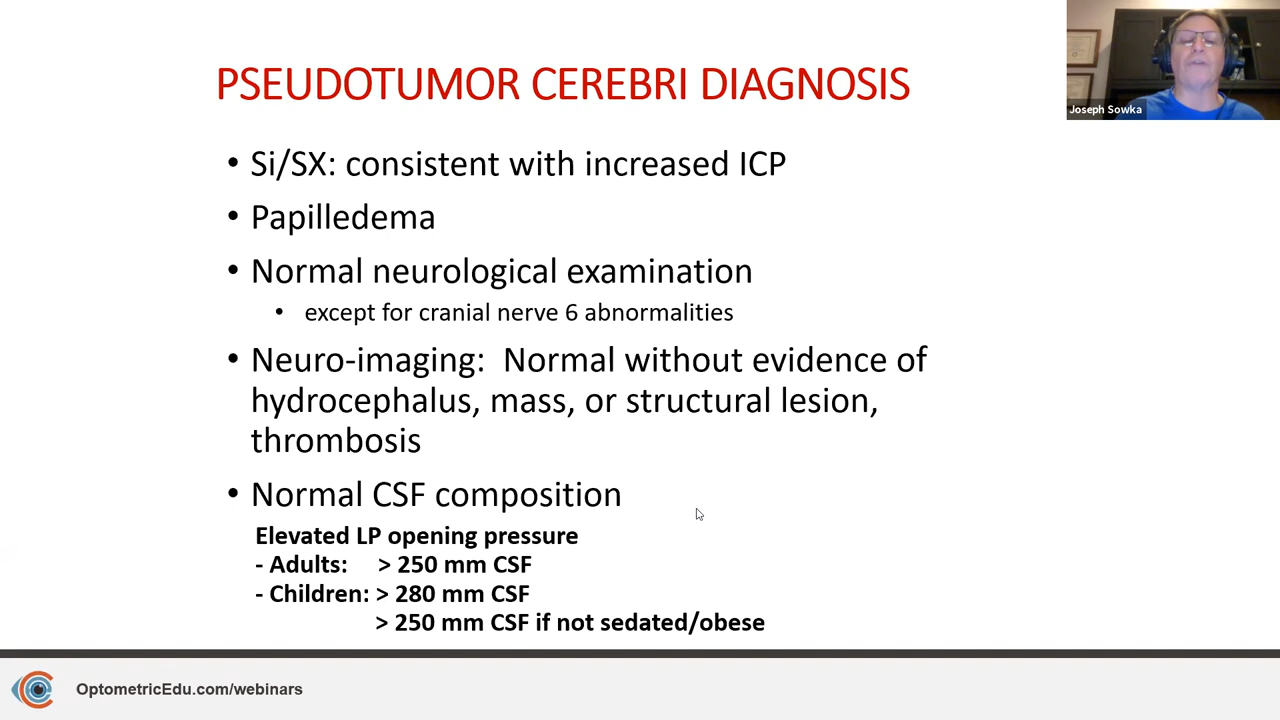 PSEUDOTUMOR CEREBRI DIAGNOSIS
Joseph Sowka
• Si/SX: consistent with increased ICP
• Papilledema
• Normal neurological examination
• except for cranial nerve 6 abnormalities
• Neuro-imaging: Normal without evidence of
hydrocephalus, mass, or structural lesion,
thrombosis
• Normal CSF composition
Elevated LP opening pressure
- Adults: > 250 mm CSF
- Children: > 280 mm CSF
> 250 mm CSF if not sedated/obese
OptometricEdu.com/webinars